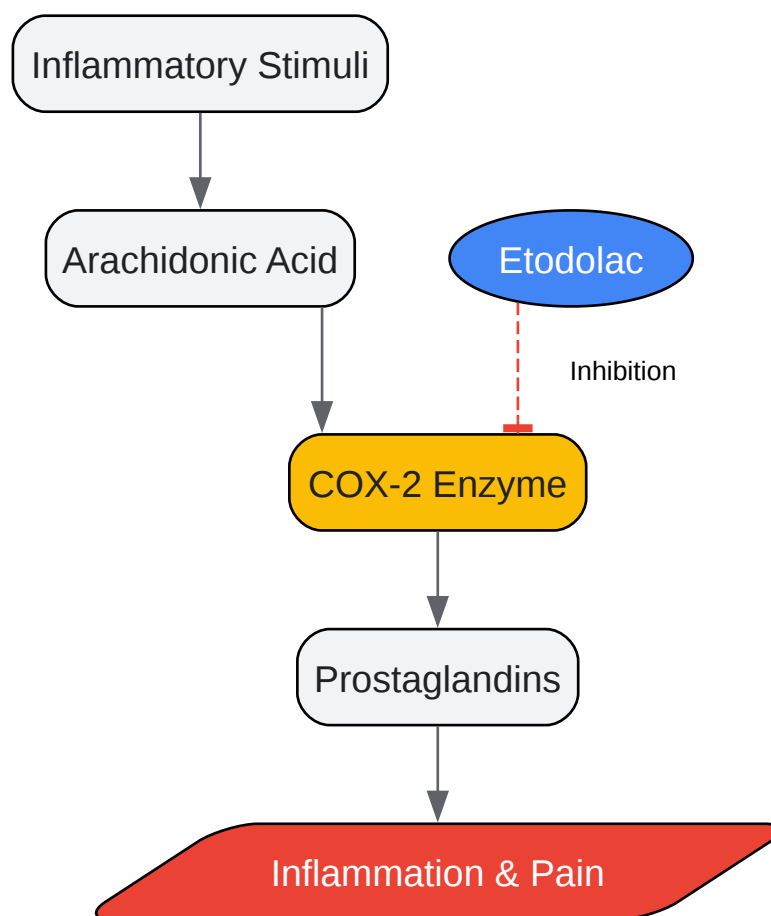 Inflammatory Stimuli
Arachidonic Acid
Etodolac
Inhibition
COX-2 Enzyme
Prostaglandins
Inflammation & Pain